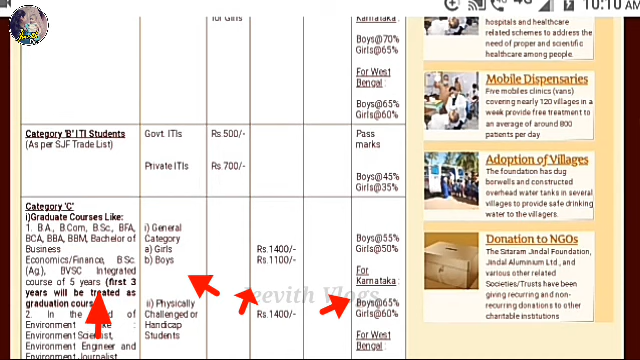 10:10 AM
for Girls
Karnataka :
Boys@70%
Girls@65%
For West
Bengal :
Boys@65%
Girls@60%
Category 'B' ITI Students
(As per SJF Trade List)
Govt. ITIs
Rs 500/-
Pass
marks
Private ITIs
Rs 700/-
Boys@45%
Girls@35%
Category 'C'
i)Graduate Courses Like:
1. B.A., B.Com, B.Sc., BFA,
BCA, BBA, BBM, Bachelor of
Business
Economics/Finance, B.Sc
(Ag.), BVSC Integrated
course of 5 years (first 3
years will be treated as
graduation
2. In the
Environment
Environment Scientist,
Environment Engineer and
Environment Journalist
i) General
Category
a) Girls
b) Boys
Rs.1400/-
Rs.1100/-
ii) Physically
Challenged or
Handicap
Students
Rs.1400/-
Boys@55%
Girls@50%
For
Karnataka :
Boys@65%
Girls@60%
For West
Bengal :
Jeevith Vlogs
hospitals and healthcare
related schemes to address the
need of proper and scientific
healthcare among people.
Mobile Dispensaries
Five mobiles clinics (vans)
covering nearly 120 villages in a
week provide free treatment to
an average of around 800
patients per day
Adoption of Villages
The foundation has dug
borwells and constructed
overhead water tanks in several
villages to provide safe drinking
water to the villagers.
Donation to NGOs
The Sitaram Jindal Foundation,
Jindal Aluminium Ltd., and
various other related
Societies/Trusts have been
giving recurring and non-
recurring donations to other
charitable institutions